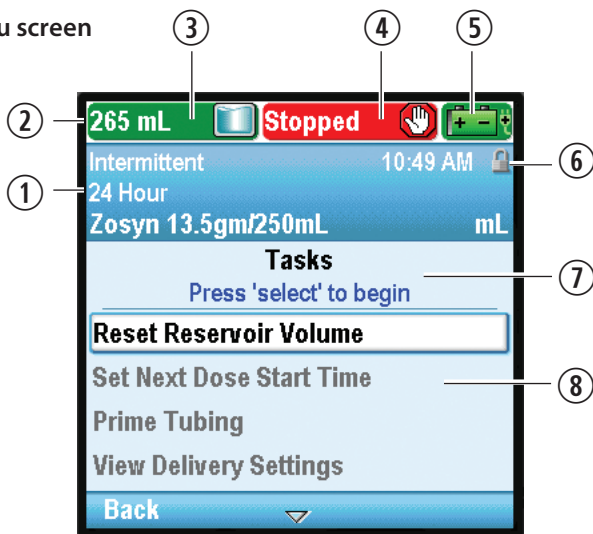 u screen
③ ④ ⑤
② 265 mL Stopped + -
Intermittent 10:49 AM ⑥
① 24 Hour
Zosyn 13.5gm/250mL mL
Tasks ⑦
Press 'select' to begin
Reset Reservoir Volume
Set Next Dose Start Time ⑧
Prime Tubing
View Delivery Settings
Back